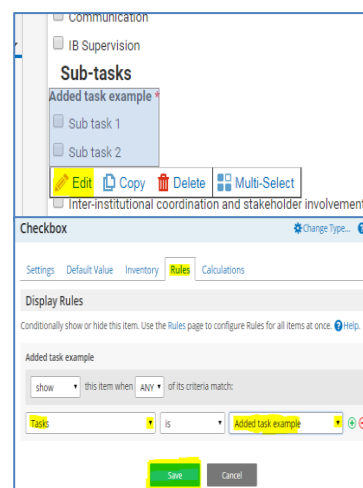 Communication
IB Supervision
Sub-tasks
Added task example *
Sub task 1
Sub task 2
Edit Copy Delete Multi-Select
Inter-institutional coordination and stakeholder involvement
Checkbox Change Type...
Settings Default Value Inventory Rules Calculations
Display Rules
Conditionally show or hide this item. Use the Rules page to configure Rules for all items at once. Help.
Added task example
show this item when ANY of its criteria match:
Tasks is Added task example
Save Cancel